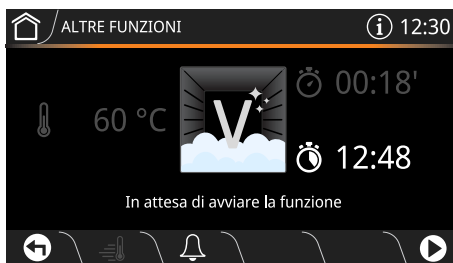 ALTRE FUNZIONI
i 12:30
00:18'
60 °C
V
12:48
In attesa di avviare la funzione